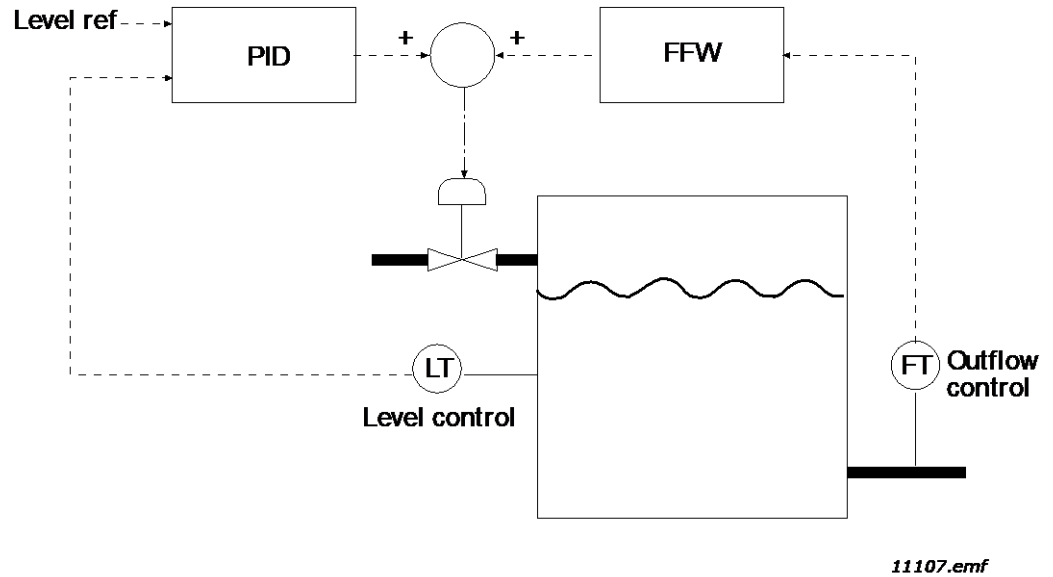 Level ref
PID
+
+
FFW
LT
Level control
FT
Outflow
control
11107.emf